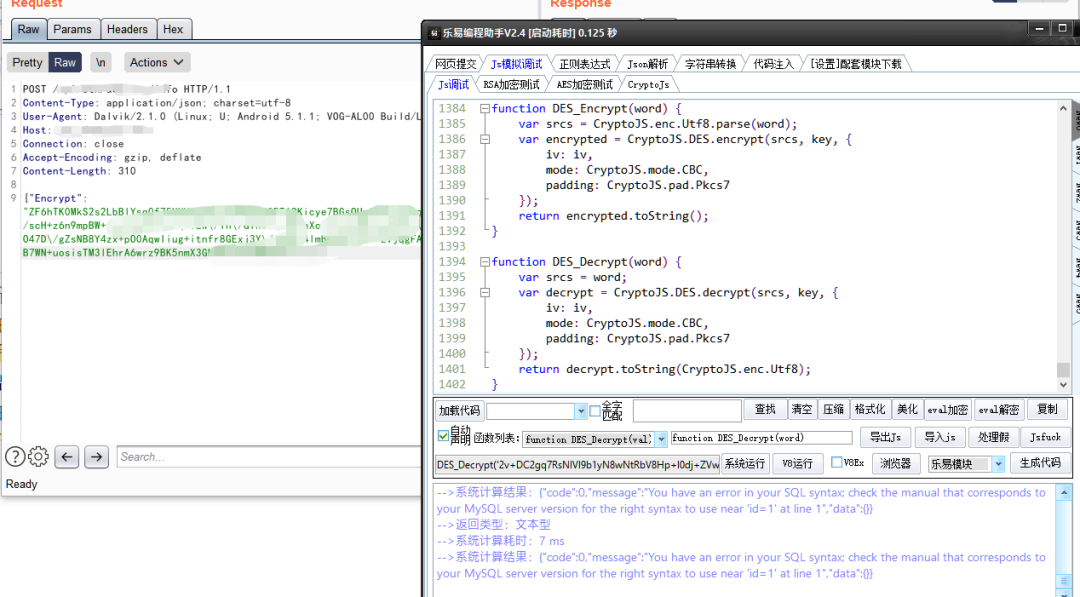 Request
Response
Raw Params Headers Hex
Pretty Raw \n Actions
1 POST / HTTP/1.1
2 Content-Type: application/json; charset=utf-8
3 User-Agent: Dalvik/2.1.0 (Linux; U; Android 5.1.1; VOG-AL00 Build/L
4 Host:
5 Connection: close
6 Accept-Encoding: gzip, deflate
7 Content-Length: 310
8
9 {"Encrypt":
/scH+z6n9mpBW+
Search...
Ready
乐易编程助手V2.4 [启动耗时] 0.125 秒
网页提交 Js模拟调试 正则表达式 Json解析 字符串转换 代码注入 [设置]配套模块下载
Js调试 RSA加密测试 AES加密测试 CryptoJs
1384 function DES_Encrypt(word) {
1385 var srcs = CryptoJS.enc.Utf8.parse(word);
1386 var encrypted = CryptoJS.DES.encrypt(srcs, key, {
1387 iv: iv,
1388 mode: CryptoJS.mode.CBC,
1389 padding: CryptoJS.pad.Pkcs7
1390 });
1391 return encrypted.toString();
1392 }
1393
1394 function DES_Decrypt(word) {
1395 var srcs = word;
1396 var decrypt = CryptoJS.DES.decrypt(srcs, key, {
1397 iv: iv,
1398 mode: CryptoJS.mode.CBC,
1399 padding: CryptoJS.pad.Pkcs7
1400 });
1401 return decrypt.toString(CryptoJS.enc.Utf8);
1402 }
加载代码 全字匹配 查找 清空 压缩 格式化 美化 eval加密 eval解密 复制
自动声明 函数列表: function DES_Decrypt(val) function DES_Decrypt(word) 导出Js 导入js 处理假 Jsfuck
DES_Decrypt('2v+DC2gq7RsNIVI9b1yN8wNtRbV8Hp+I0dj+ZVw 系统运行 V8运行 V8Ex 浏览器 乐易模块 生成代码
-->系统计算结果：{"code":0,"message":"You have an error in your SQL syntax; check the manual that corresponds to
your MySQL server version for the right syntax to use near 'id=1' at line 1","data":{}}
-->返回类型：文本型
-->系统计算耗时：7 ms
-->系统计算结果：{"code":0,"message":"You have an error in your SQL syntax; check the manual that corresponds to
your MySQL server version for the right syntax to use near 'id=1' at line 1","data":{}}